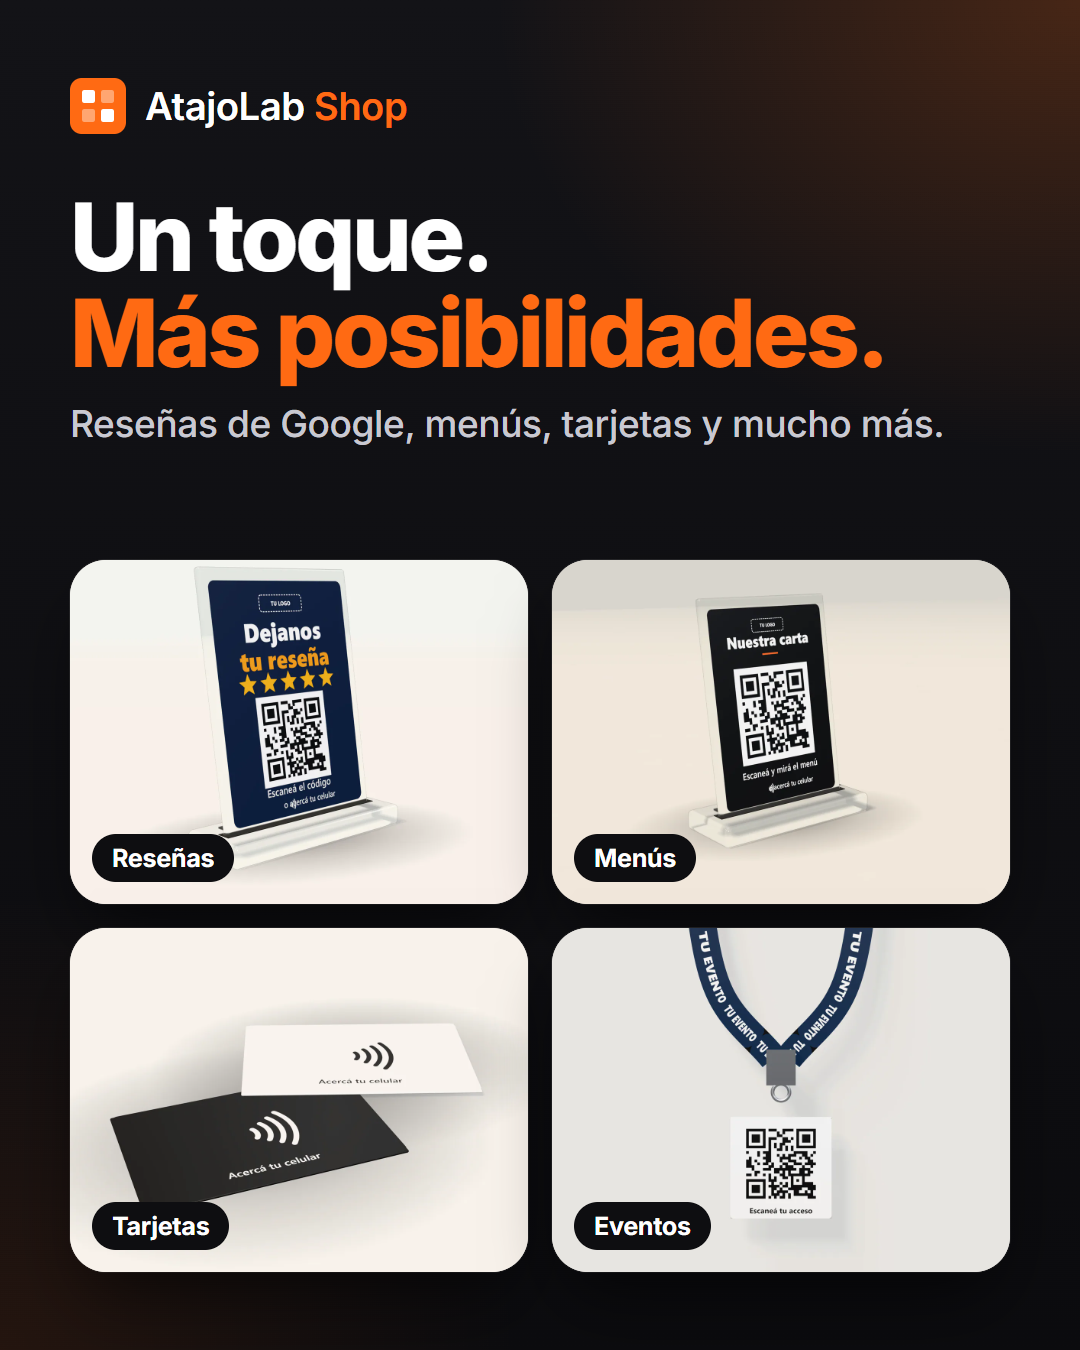 AtajoLab Shop
Un toque.
Más posibilidades.
Reseñas de Google, menús, tarjetas y mucho más.
TU LOGO
Dejanos
tu reseña
Escaneá el código
o acercá tu celular
Reseñas
TU LOGO
Nuestra carta
Escaneá y mirá el menú
acercá tu celular
Menús
Acercá tu celular
Acercá tu celular
Tarjetas
TU EVENTO TU EVENTO TU
TU EVENTO TU EVENTO TU
Escaneá tu acceso
Eventos